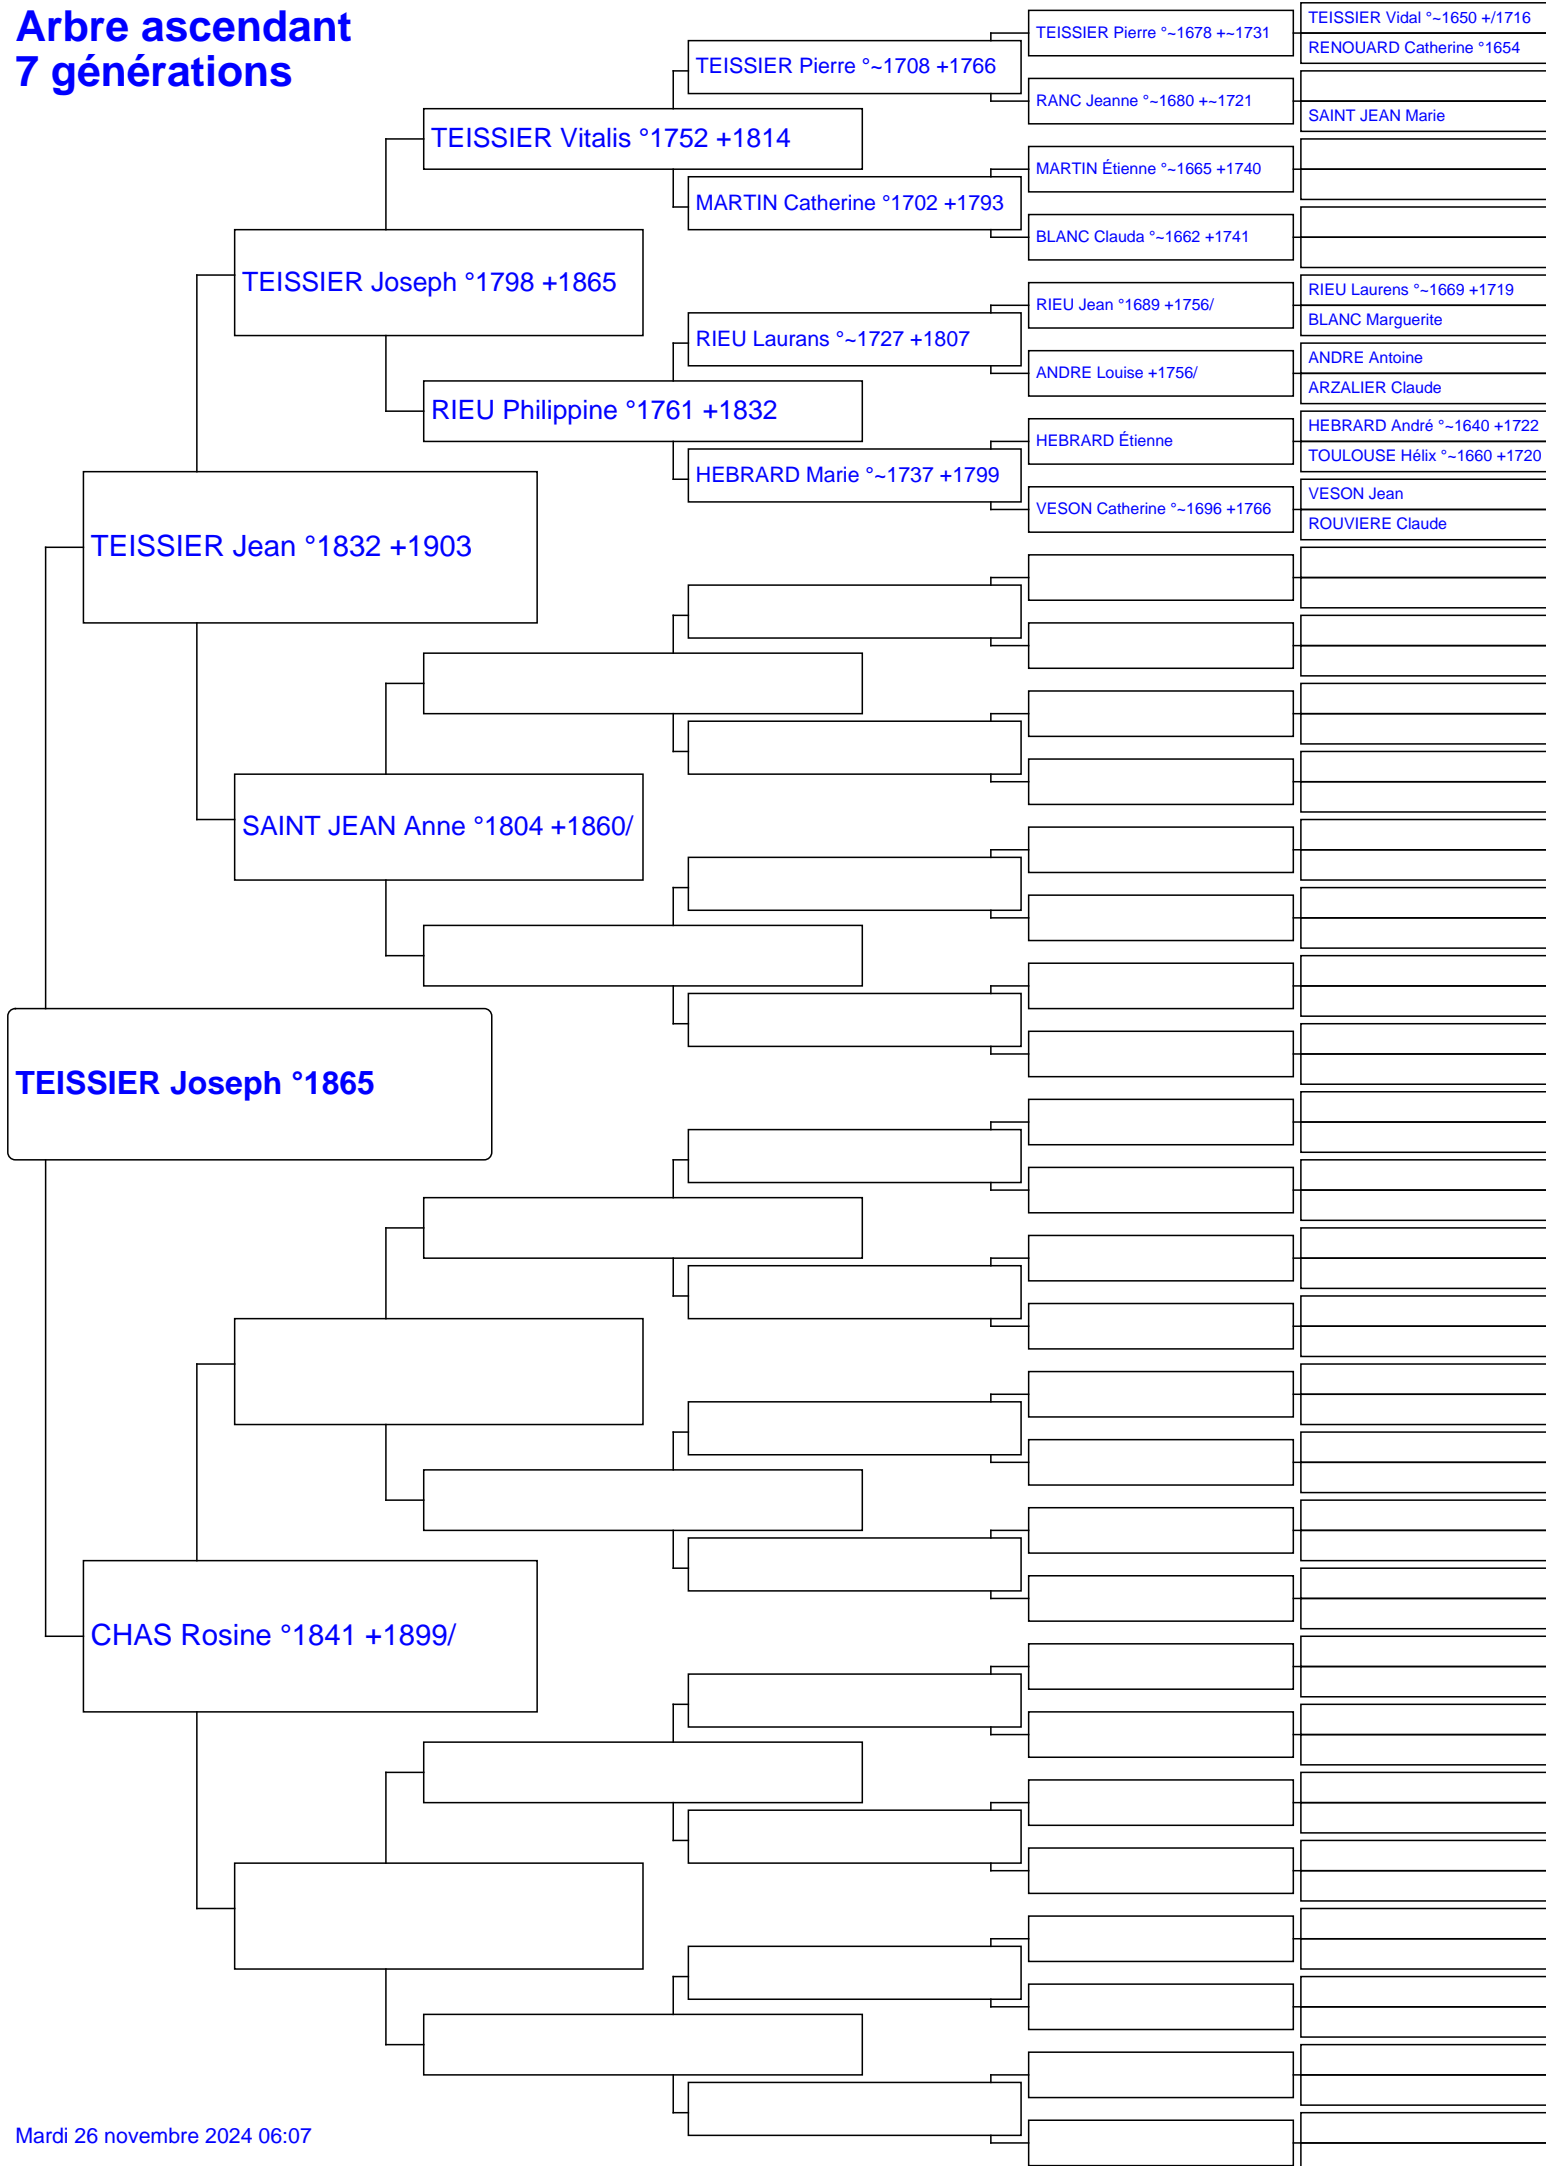 Arbre ascendant
7 générations
TEISSIER Vidal °~1650 +/1716
TEISSIER Pierre °~1678 +~1731
RENOUARD Catherine °1654
TEISSIER Pierre °~1708 +1766
RANC Jeanne °~1680 +~1721
SAINT JEAN Marie
TEISSIER Vitalis °1752 +1814
MARTIN Étienne °~1665 +1740
MARTIN Catherine °1702 +1793
BLANC Clauda °~1662 +1741
TEISSIER Joseph °1798 +1865
RIEU Laurens °~1669 +1719
RIEU Jean °1689 +1756/
BLANC Marguerite
RIEU Laurans °~1727 +1807
ANDRE Antoine
ANDRE Louise +1756/
ARZALIER Claude
RIEU Philippine °1761 +1832
HEBRARD André °~1640 +1722
HEBRARD Étienne
TOULOUSE Hélix °~1660 +1720
HEBRARD Marie °~1737 +1799
VESON Jean
VESON Catherine °~1696 +1766
ROUVIERE Claude
TEISSIER Jean °1832 +1903
SAINT JEAN Anne °1804 +1860/
TEISSIER Joseph °1865
CHAS Rosine °1841 +1899/
Mardi 26 novembre 2024 06:07